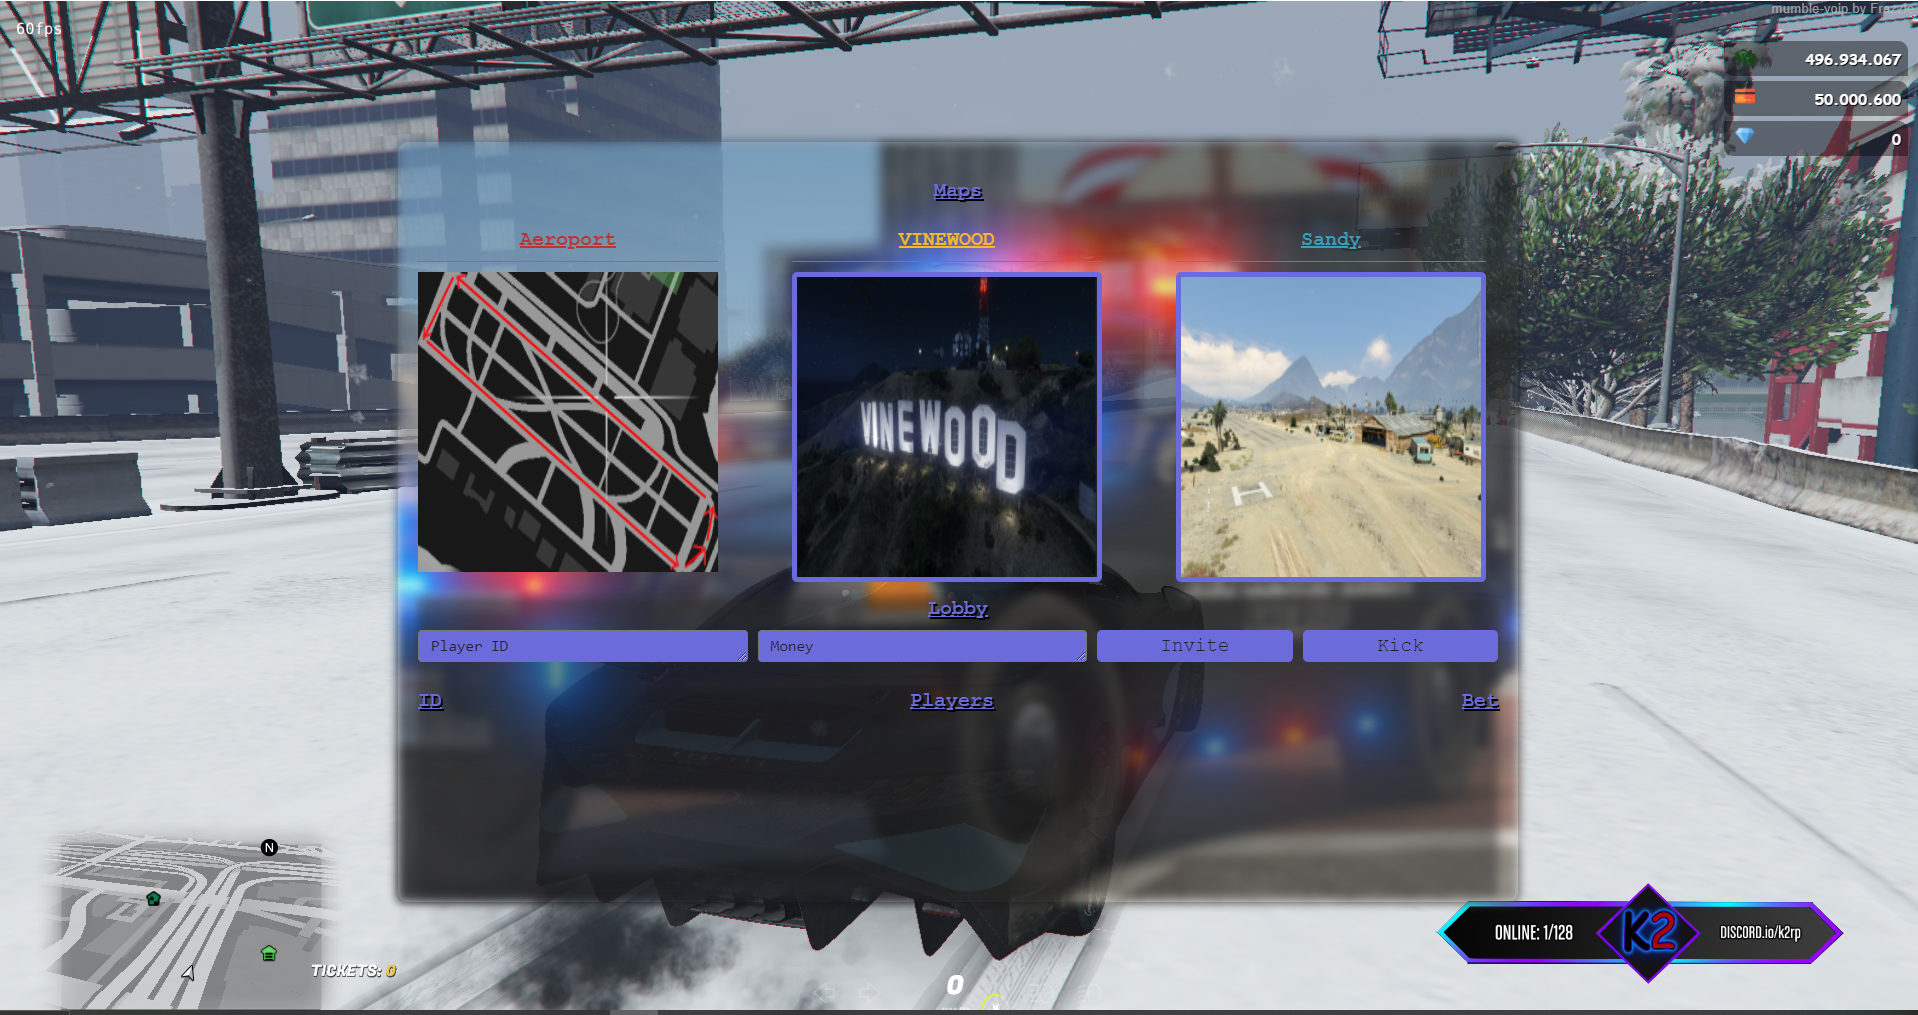 60fps
mumble-voip by
496.934.067
50.000.600
0
Maps
Aeroport
VINEWOOD
Sandy
VINEWOOD
H
Lobby
Player ID
Money
Invite
Kick
ID
Players
Bet
N
TICKETS: 0
0
ONLINE: 1/128
K2
DISCORD.io/k2rp